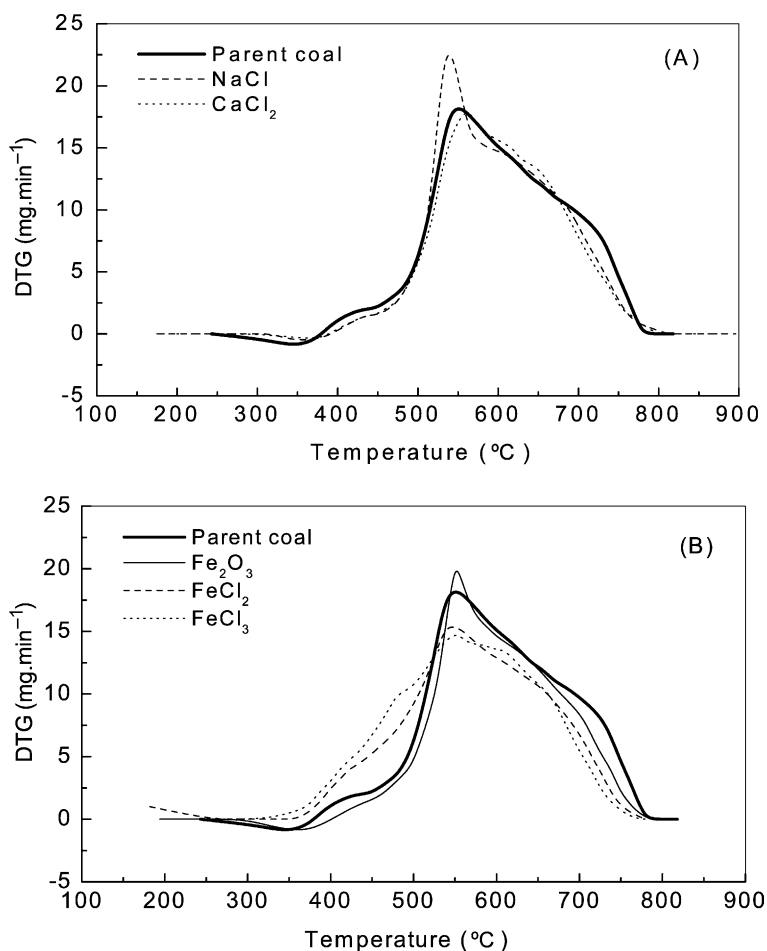 25
Parent coal
(A)
NaCl
20
CaCl₂
15
10
5
0
-5
DTG (mg.min⁻¹)
100 200 300 400 500 600 700 800 900
Temperature (ºC)
25
Parent coal
(B)
Fe₂O₃
20
FeCl₂
FeCl₃
15
10
5
0
-5
DTG (mg.min⁻¹)
100 200 300 400 500 600 700 800 900
Temperature (ºC)